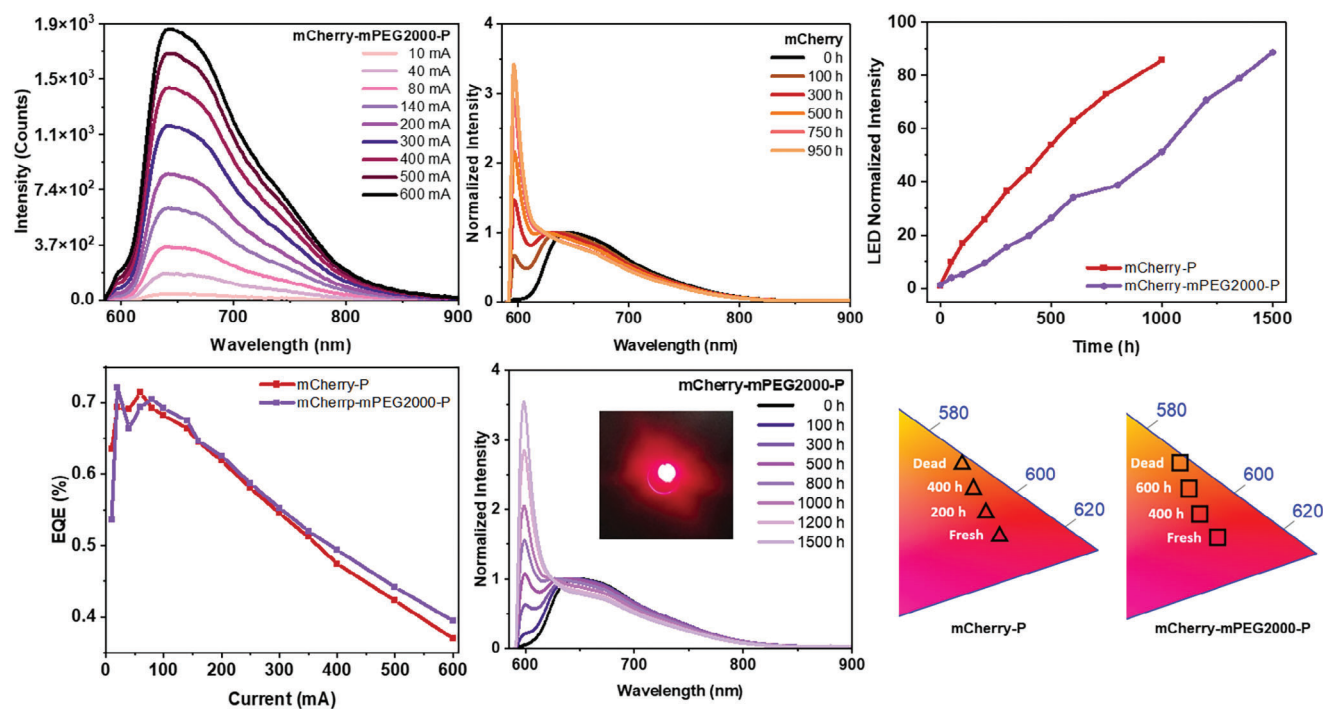 1.9×10³
1.5×10³
1.1×10³
7.4×10²
3.7×10²
0.0
Intensity (Counts)
mCherry-mPEG2000-P
10 mA
40 mA
80 mA
140 mA
200 mA
300 mA
400 mA
500 mA
600 mA
600
700
800
900
Wavelength (nm)
4
3
2
1
0
Normalized Intensity
mCherry
0 h
100 h
300 h
500 h
750 h
950 h
600
700
800
900
Wavelength (nm)
100
80
60
40
20
0
LED Normalized Intensity
mCherry-P
mCherry-mPEG2000-P
0
500
1000
1500
Time (h)
0.7
0.6
0.5
0.4
EQE (%)
mCherry-P
mCherrp-mPEG2000-P
0
100
200
300
400
500
600
Current (mA)
4
3
2
1
0
Normalized Intensity
mCherry-mPEG2000-P
0 h
100 h
300 h
500 h
800 h
1000 h
1200 h
1500 h
600
700
800
900
Wavelength (nm)
580
600
620
Dead
400 h
200 h
Fresh
mCherry-P
580
600
620
Dead
600 h
400 h
Fresh
mCherry-mPEG2000-P